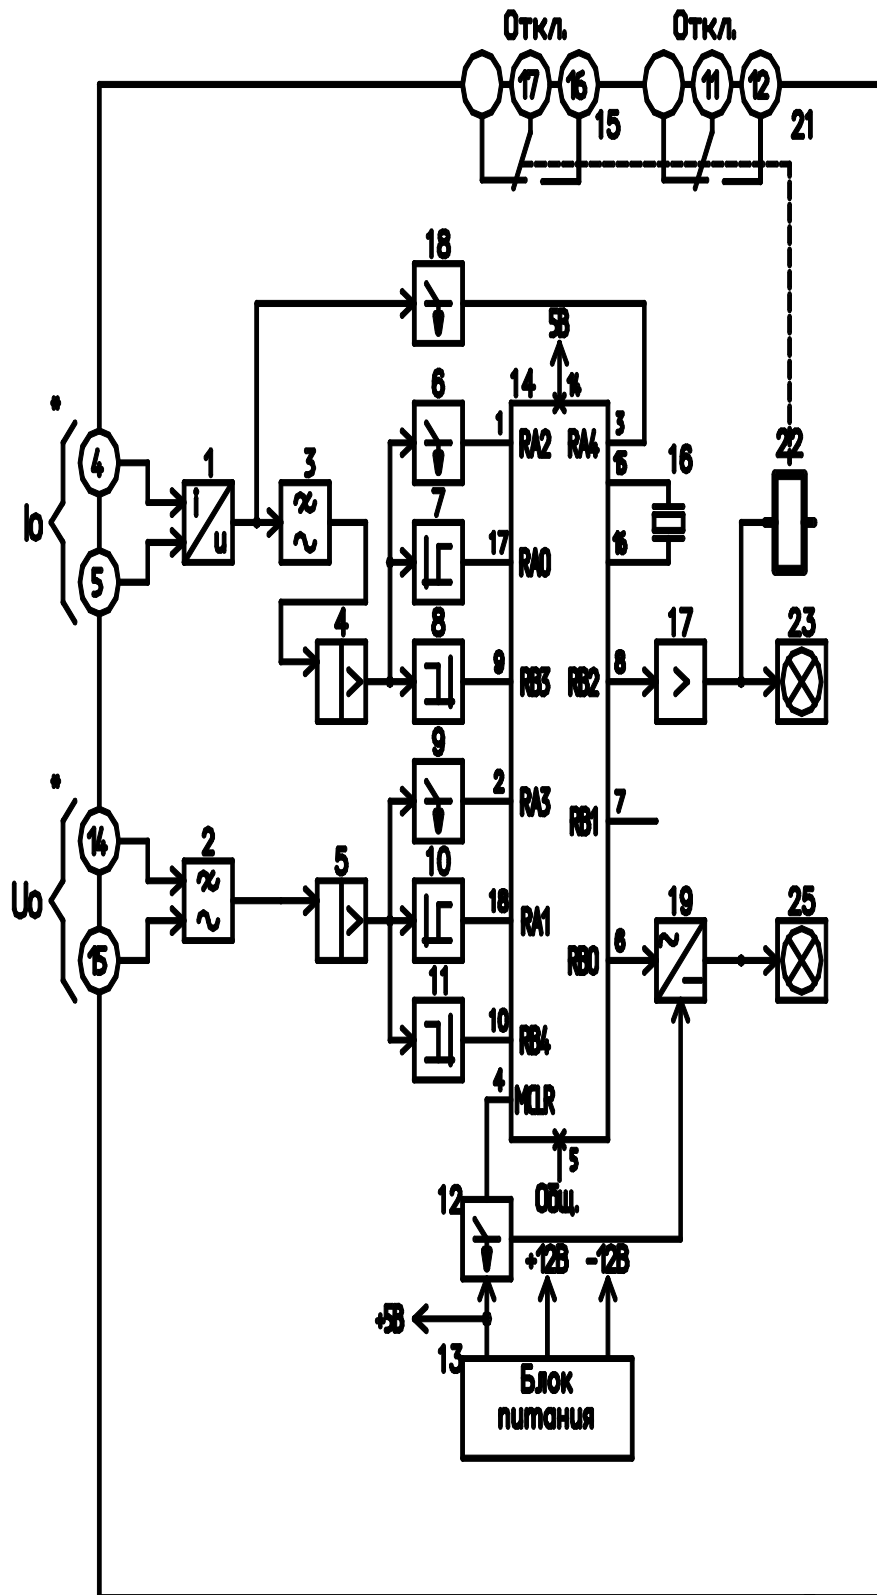 Откл. Откл.
17 16 11 12
15 21
18
5В
14 14
6
* 1 RA2 RA4 3
4 15 16 22
1 3
Iо i u
7
17 RA0 16
5
4 8 17 23
9 RB3 RB2 8
>
9
* 2 RA3
RB1 7
14 2 5 10
Uо 18 RA1 19 25
15 RB0 6
11
10 RB4
4 MCLR
5
12 Общ.
+12В -12В
+5В
13
Блок
питания